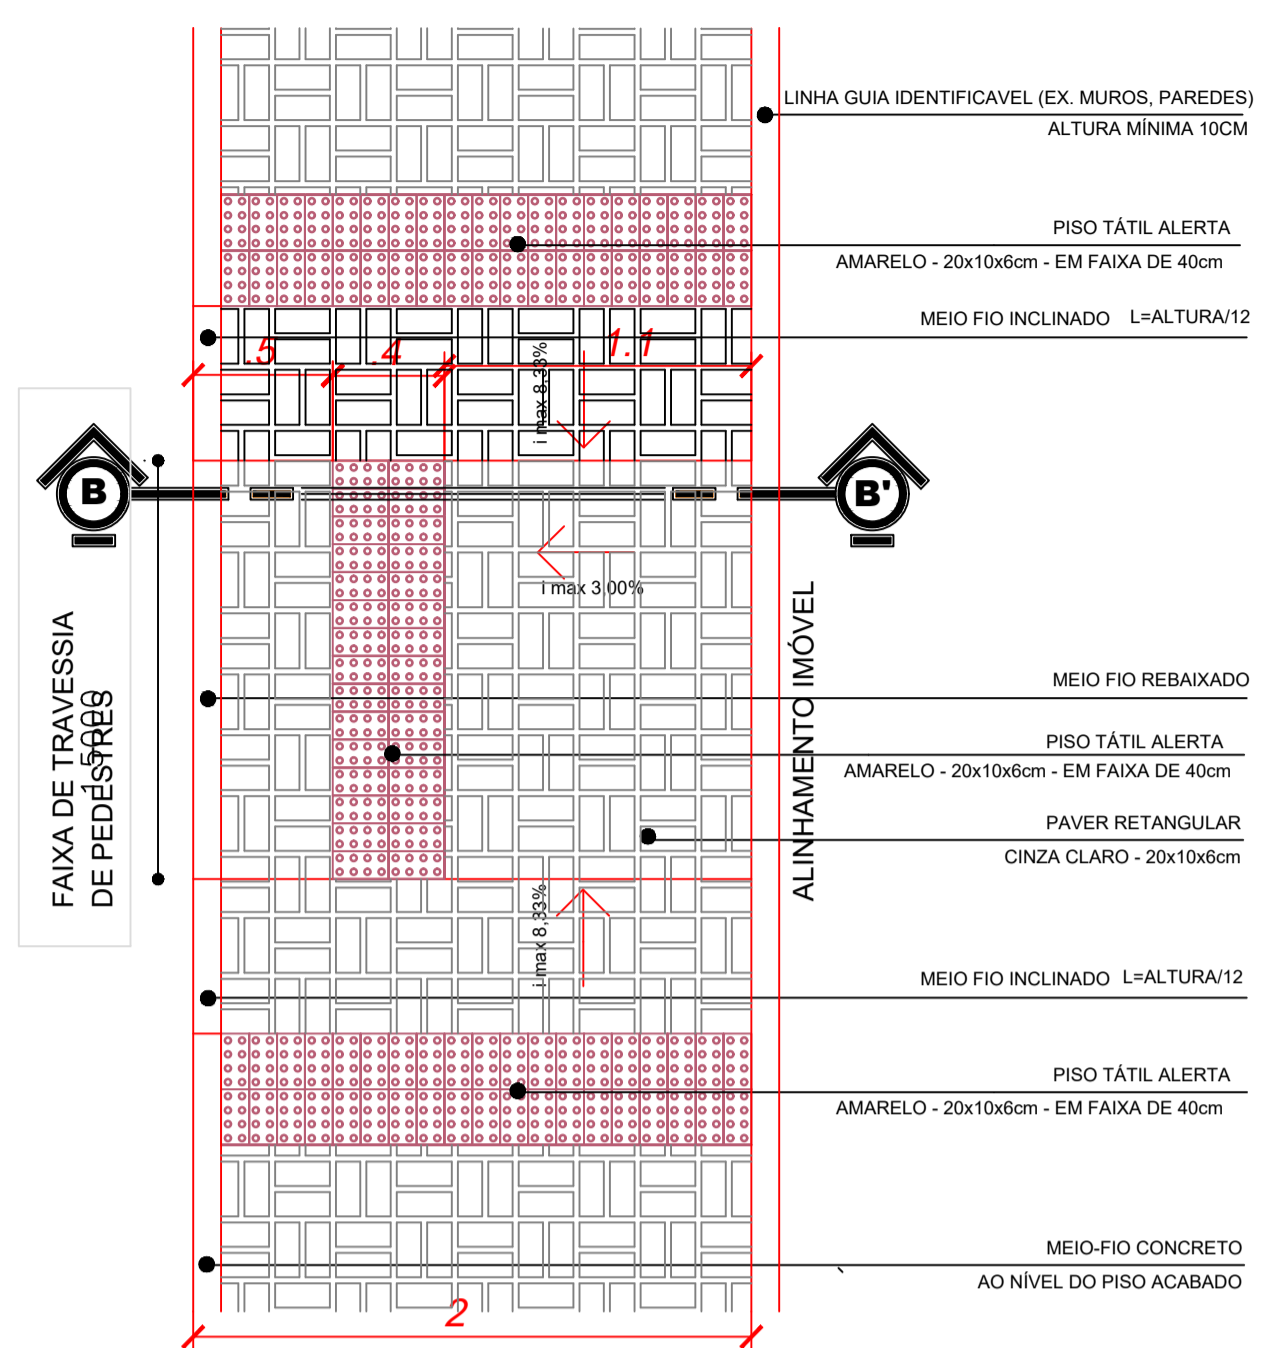 LINHA GUIA IDENTIFICAVEL (EX. MUROS, PAREDES)
ALTURA MÍNIMA 10CM
PISO TÁTIL ALERTA
AMARELO - 20x10x6cm - EM FAIXA DE 40cm
MEIO FIO INCLINADO L=ALTURA/12
.5
.4
1.1
i max 8,33%
B
B'
i max 3,00%
FAIXA DE TRAVESSIA
DE PEDESTRES
1.5000
ALINHAMENTO IMÓVEL
MEIO FIO REBAIXADO
PISO TÁTIL ALERTA
AMARELO - 20x10x6cm - EM FAIXA DE 40cm
PAVER RETANGULAR
CINZA CLARO - 20x10x6cm
i max 8,33%
MEIO FIO INCLINADO L=ALTURA/12
PISO TÁTIL ALERTA
AMARELO - 20x10x6cm - EM FAIXA DE 40cm
MEIO-FIO CONCRETO
AO NÍVEL DO PISO ACABADO
2